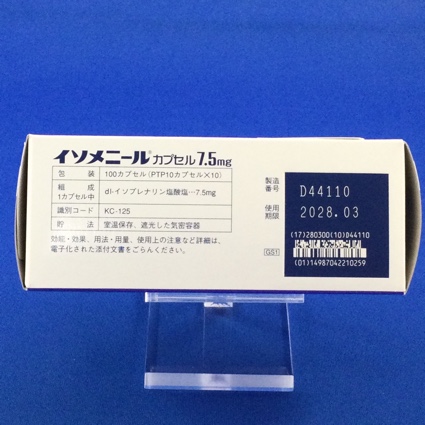 イソメニール®カプセル7.5mg
包装 100カプセル(PTP10カプセル×10)
組成 1カプセル中 dl-イソプレナリン塩酸塩…7.5mg
識別コード KC-125
貯法 室温保存、遮光した気密容器
効能・効果、用法・用量、使用上の注意など詳細は、
電子化された添付文書をごらんください。
製造番号 D44110
使用期限 2028.03
(17)280300(10)D44110
(01)14987042210259
GS1